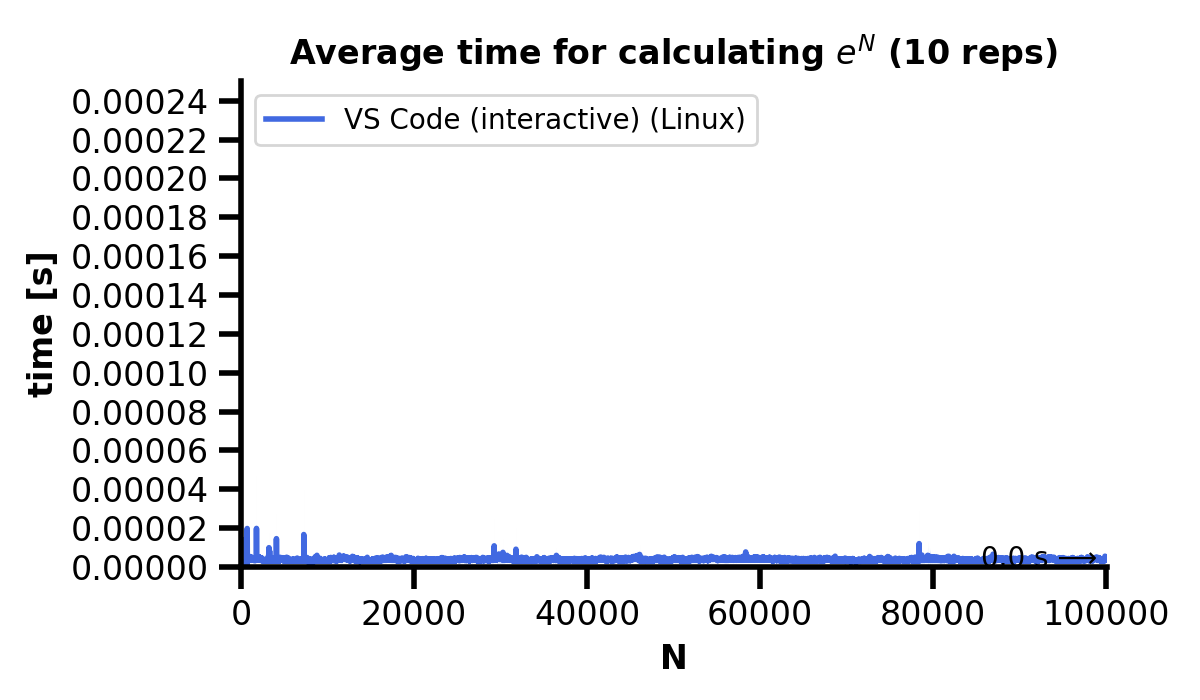 Average time for calculating e^N (10 reps)
VS Code (interactive) (Linux)
time [s]
0.00024
0.00022
0.00020
0.00018
0.00016
0.00014
0.00012
0.00010
0.00008
0.00006
0.00004
0.00002
0.00000
0.0 s
0 20000 40000 60000 80000 100000
N